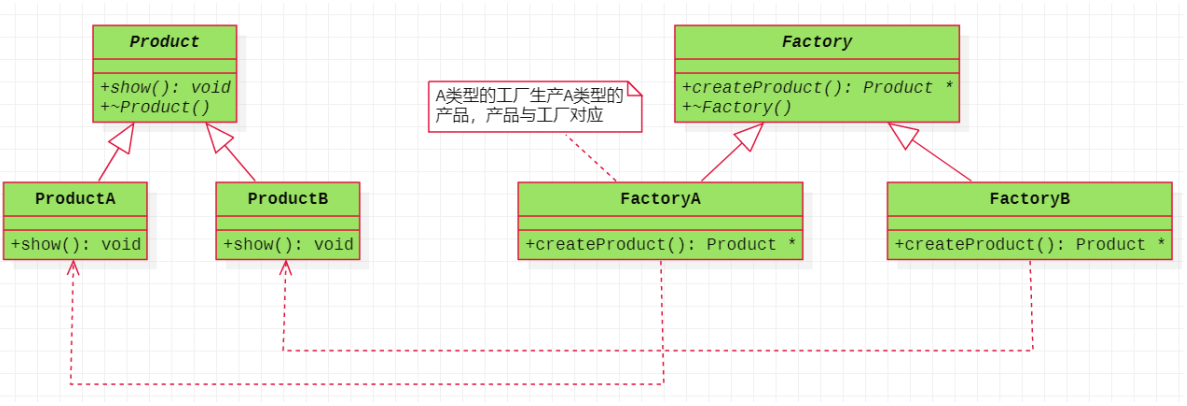 Product
+show(): void
+~Product()
Factory
+createProduct(): Product *
+~Factory()
A类型的工厂生产A类型的
产品，产品与工厂对应
ProductA
+show(): void
ProductB
+show(): void
FactoryA
+createProduct(): Product *
FactoryB
+createProduct(): Product *